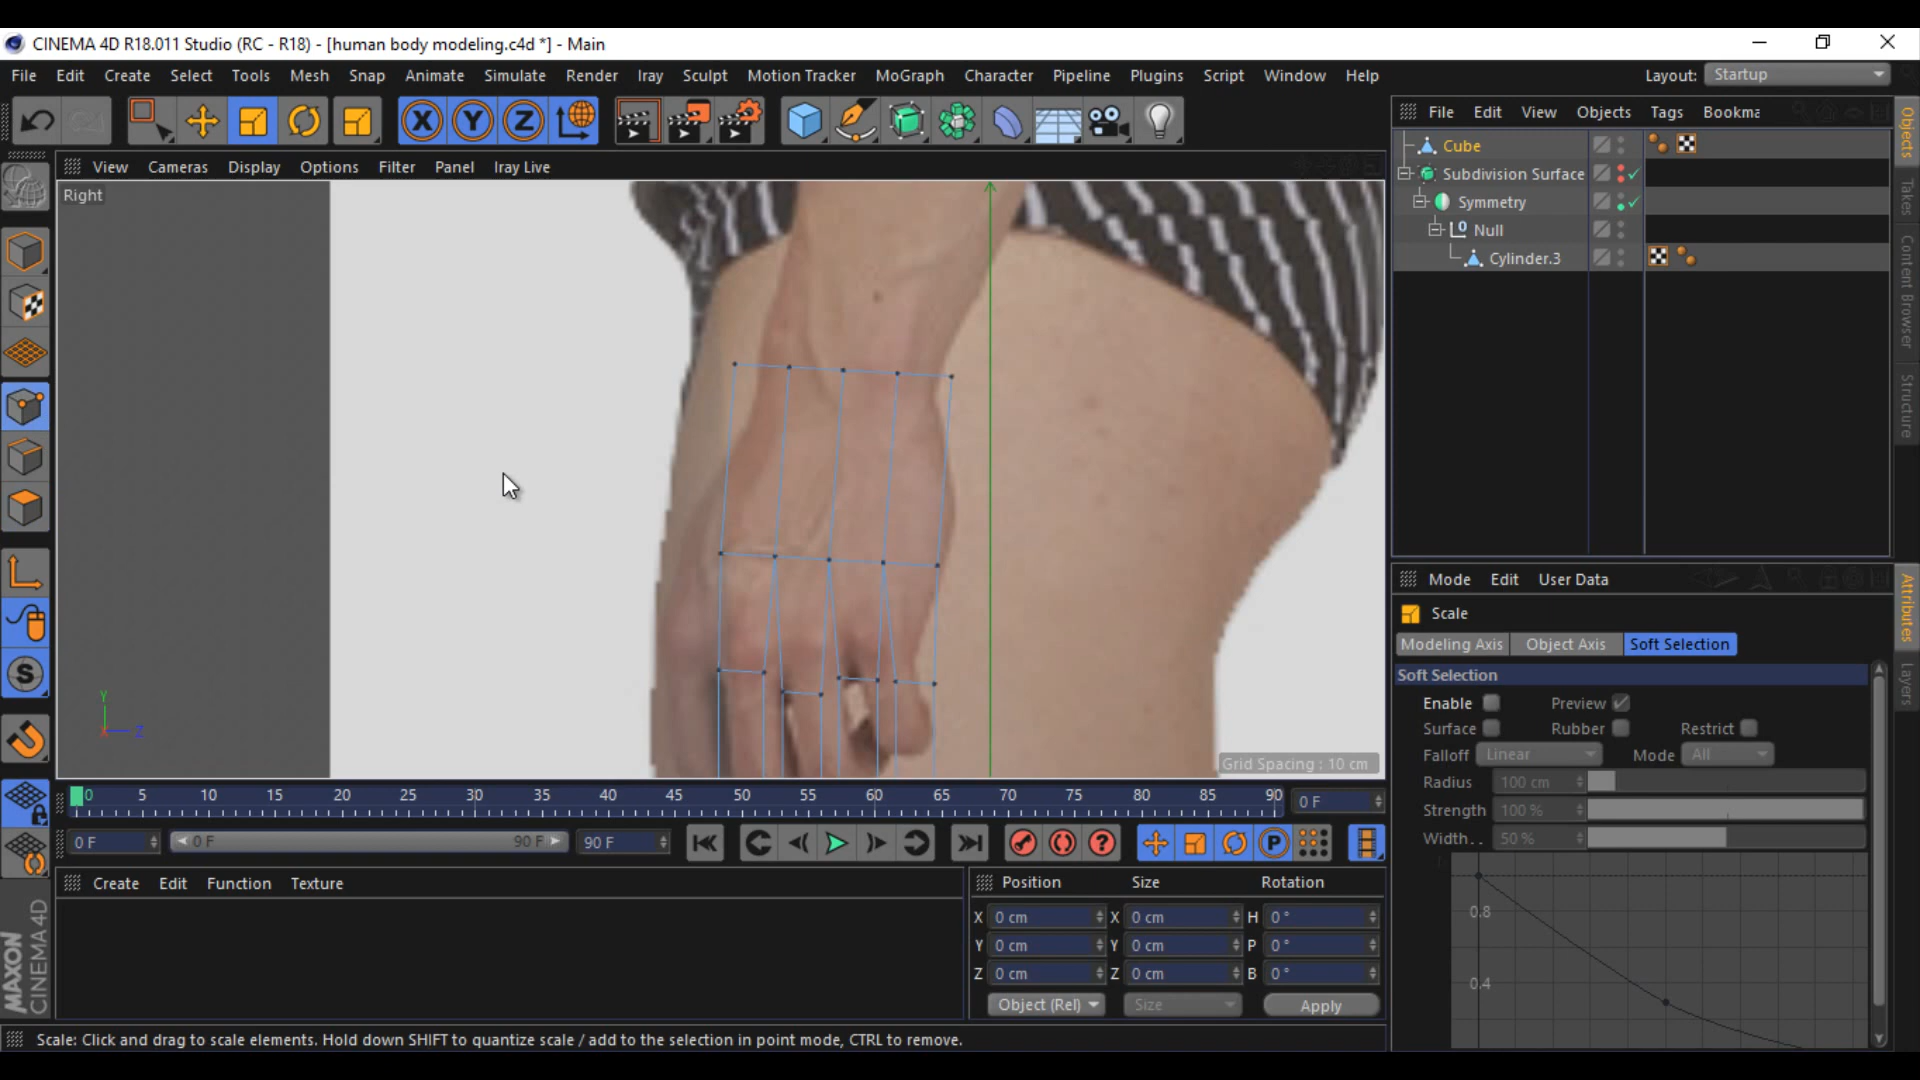 CINEMA 4D R18.011 Studio (RC - R18) - [human body modeling.c4d *] - Main
File Edit Create Select Tools Mesh Snap Animate Simulate Render Iray Sculpt Motion Tracker MoGraph Character Pipeline Plugins Script Window Help Layout: Startup
X Y Z
View Cameras Display Options Filter Panel Iray Live
Right
Y
Z
Grid Spacing : 10 cm
0 5 10 15 20 25 30 35 40 45 50 55 60 65 70 75 80 85 90 0 F
0 F 0 F 90 F 90 F
Create Edit Function Texture
MAXON
CINEMA 4D
Position Size Rotation
X 0 cm X 0 cm H 0 °
Y 0 cm Y 0 cm P 0 °
Z 0 cm Z 0 cm B 0 °
Object (Rel) Size Apply
Scale: Click and drag to scale elements. Hold down SHIFT to quantize scale / add to the selection in point mode, CTRL to remove.
File Edit View Objects Tags Bookma
Cube
Subdivision Surface
Symmetry
Null
Cylinder.3
Objects
Takes
Content Browser
Structure
Mode Edit User Data
Scale
Modeling Axis Object Axis Soft Selection
Soft Selection
Enable Preview
Surface Rubber Restrict
Falloff Linear Mode All
Radius 100 cm
Strength 100 %
Width. . 50 %
0.8
0.4
Attributes
Layers